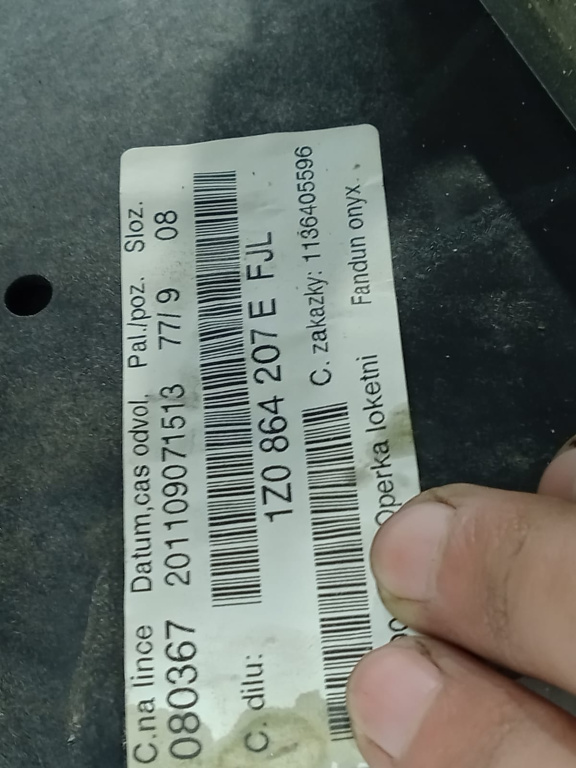 C.na lince Datum,cas odvol. Pal./poz. Sloz.
080367 201109071513 77/9 08
C. dilu:
1Z0 864 207 E FJL
C. zakazky: 1136405596
Operka loketni Fandun onyx.